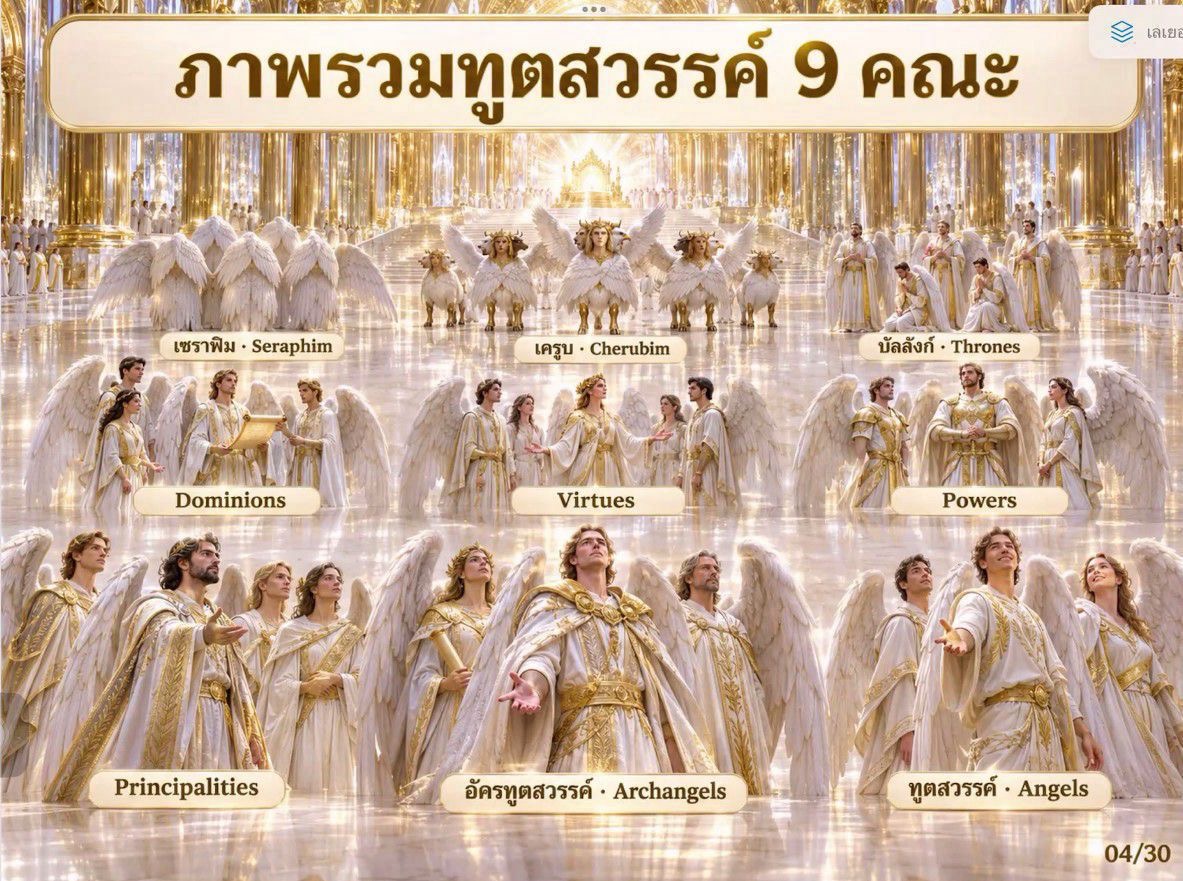 ภาพรวมทูตสวรรค์ 9 คณะ
เซราฟิม · Seraphim
เครูบ · Cherubim
บัลลังก์ · Thrones
Dominions
Virtues
Powers
Principalities
อัครทูตสวรรค์ · Archangels
ทูตสวรรค์ · Angels
04/30